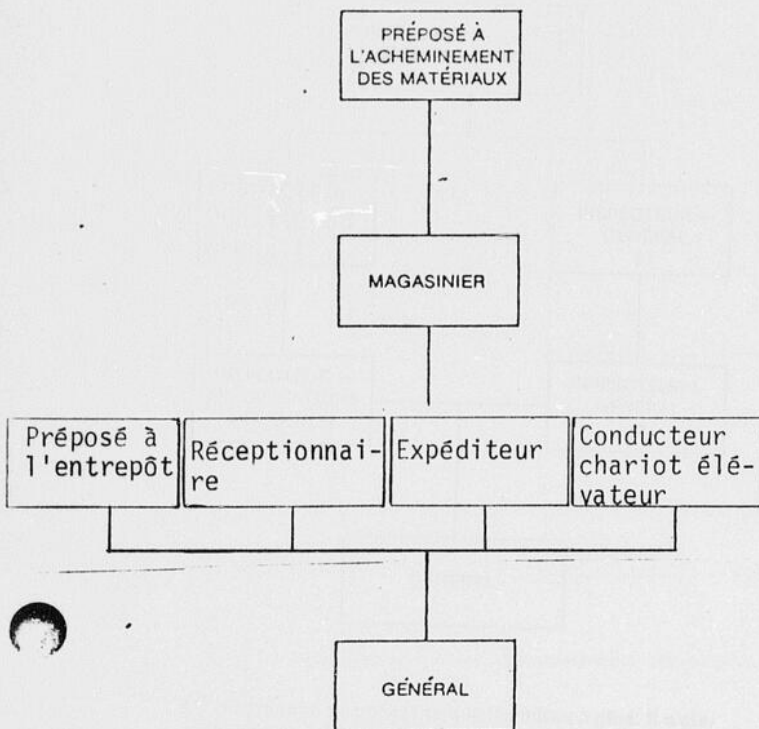 PRÉPOSÉ À
L'ACHEMINEMENT
DES MATÉRIAUX
MAGASINIER
Préposé à
l'entrepôt
Réceptionnai-
re
Expéditeur
Conducteur
chariot élé-
vateur
GÉNÉRAL